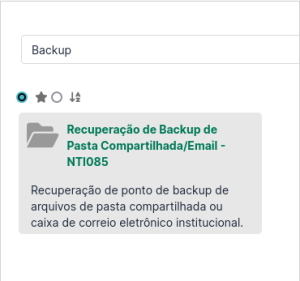 Backup
Recuperação de Backup de
Pasta Compartilhada/Email -
NTI085
Recuperação de ponto de backup de
arquivos de pasta compartilhada ou
caixa de correio eletrônico institucional.